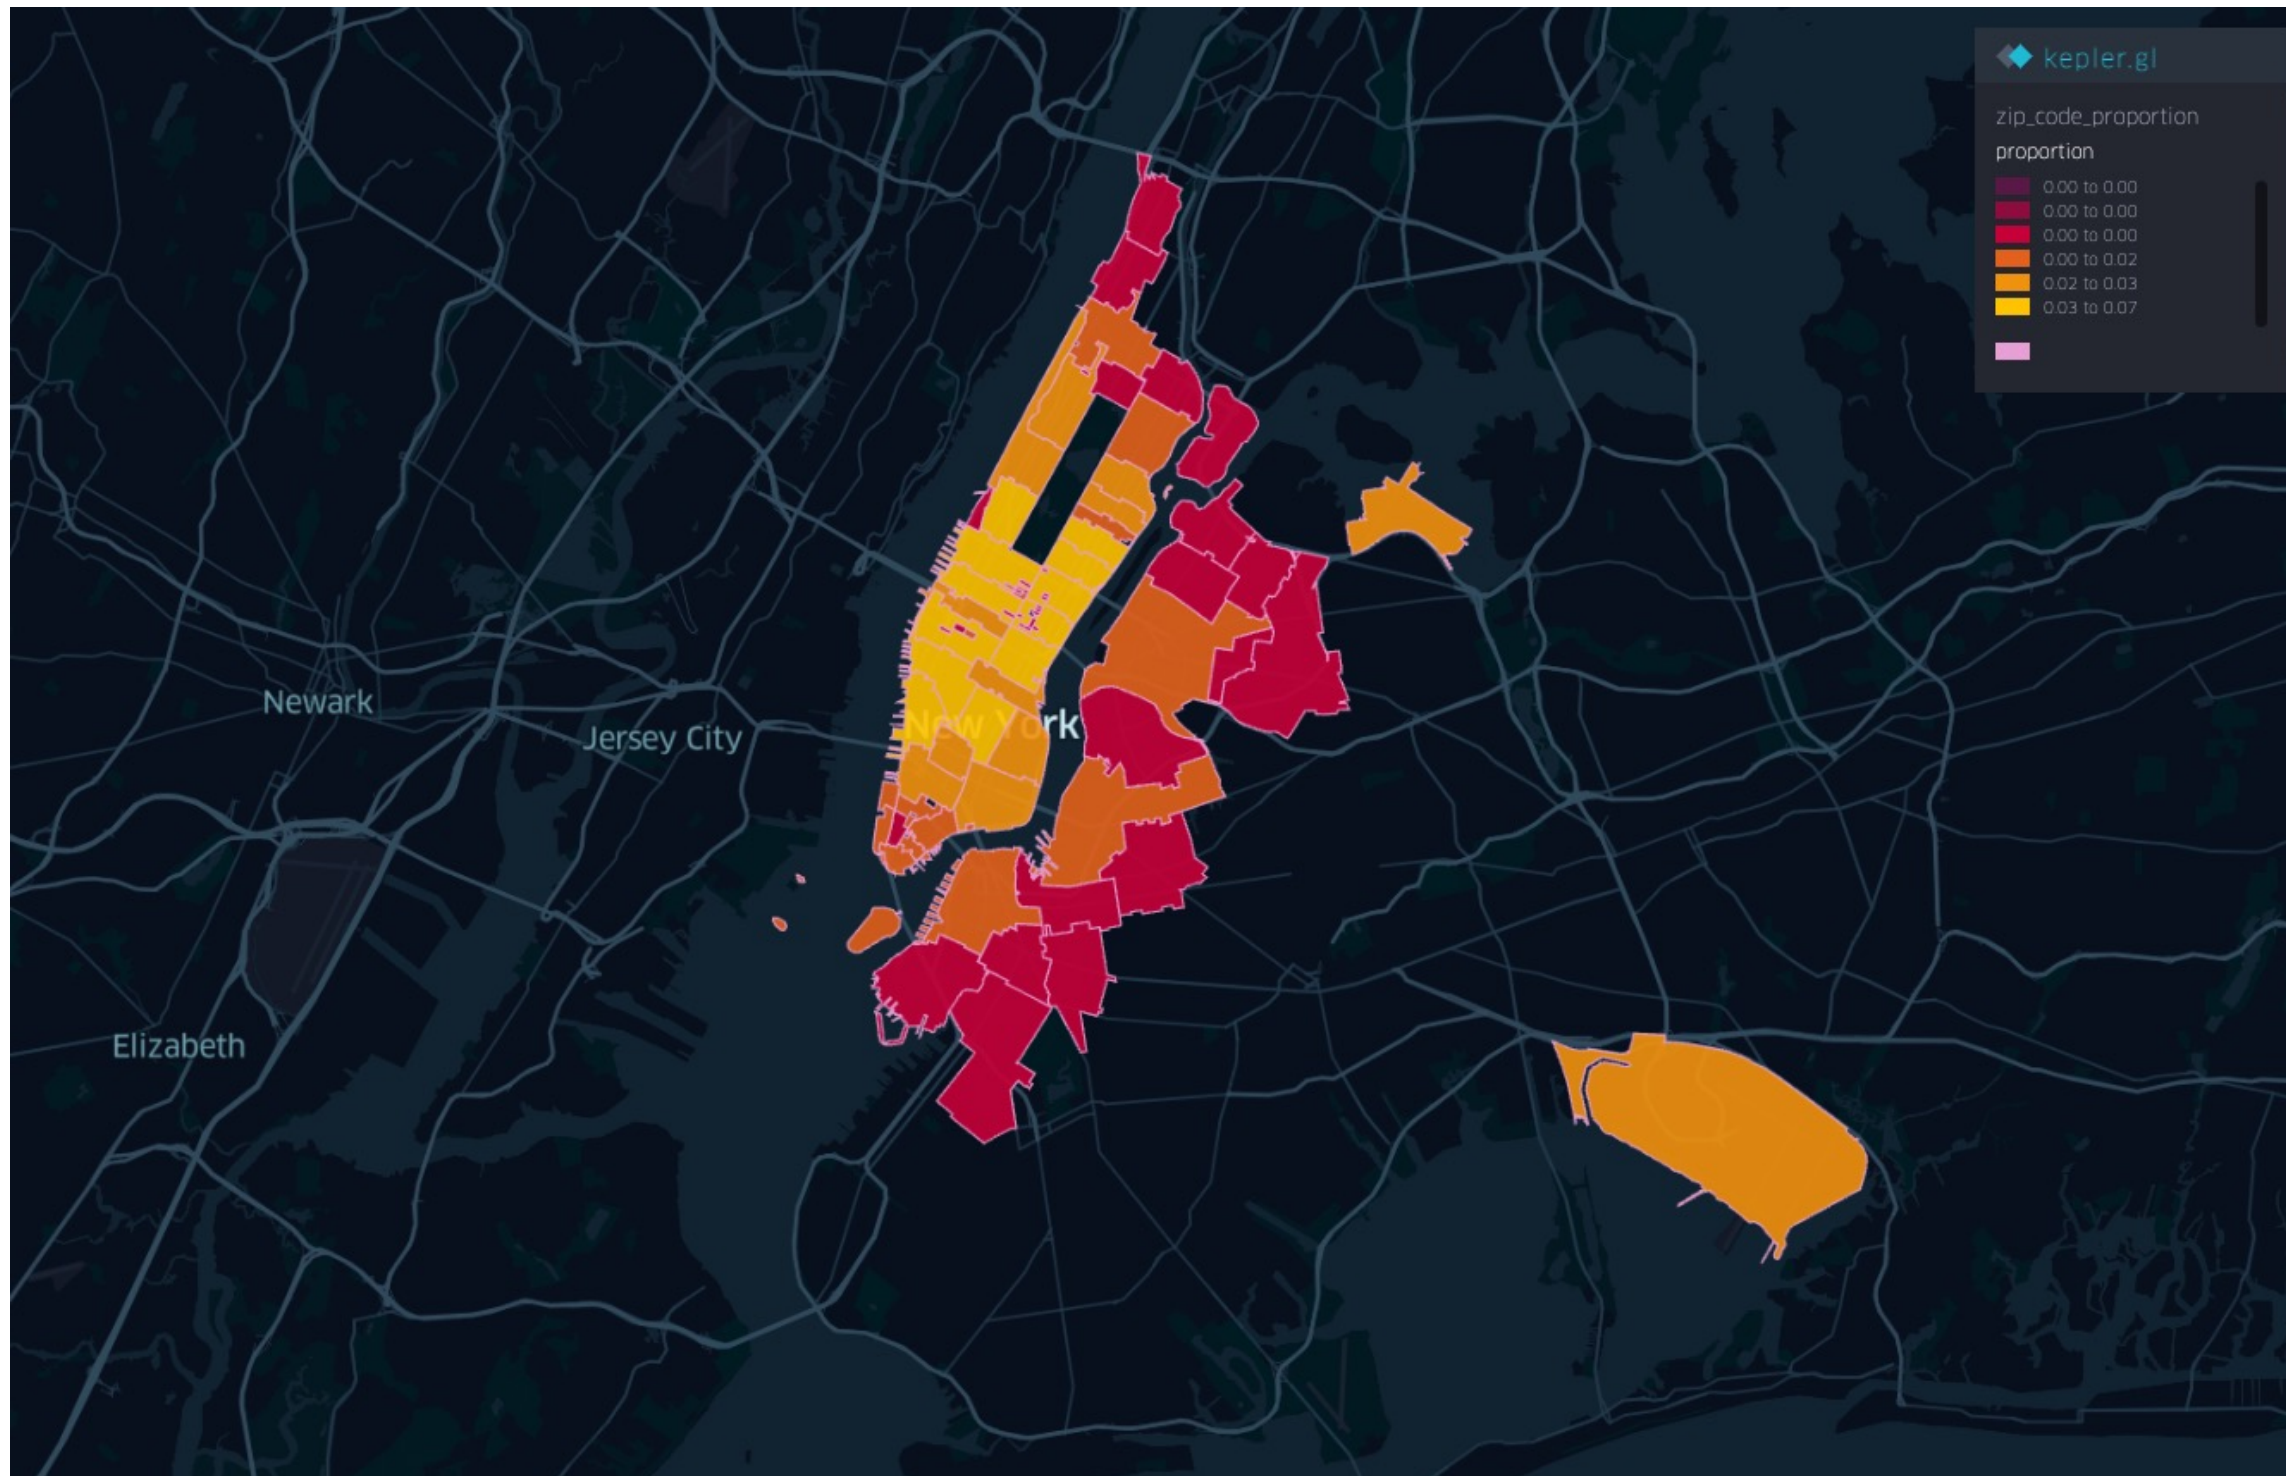 kepler.gl
zip_code_proportion
proportion
0.00 to 0.00
0.00 to 0.00
0.00 to 0.00
0.00 to 0.02
0.02 to 0.03
0.03 to 0.07
Newark
New York
Jersey City
Elizabeth